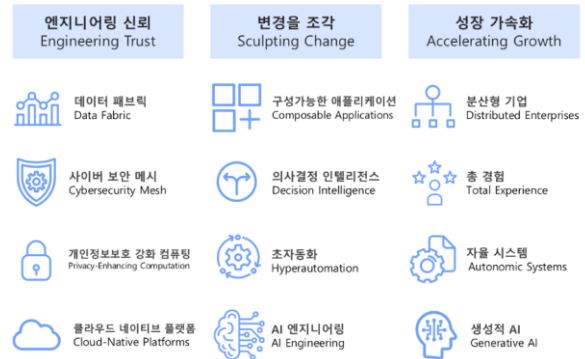 엔지니어링 신뢰
Engineering Trust
데이터 패브릭
Data Fabric
사이버 보안 메시
Cybersecurity Mesh
개인정보보호 강화 컴퓨팅
Privacy-Enhancing Computation
클라우드 네이티브 플랫폼
Cloud-Native Platforms
변경을 조각
Sculpting Change
구성가능한 애플리케이션
Composable Applications
의사결정 인텔리전스
Decision Intelligence
초자동화
Hyperautomation
AI 엔지니어링
AI Engineering
성장 가속화
Accelerating Growth
분산형 기업
Distributed Enterprises
총 경험
Total Experience
자율 시스템
Autonomic Systems
생성적 AI
Generative AI